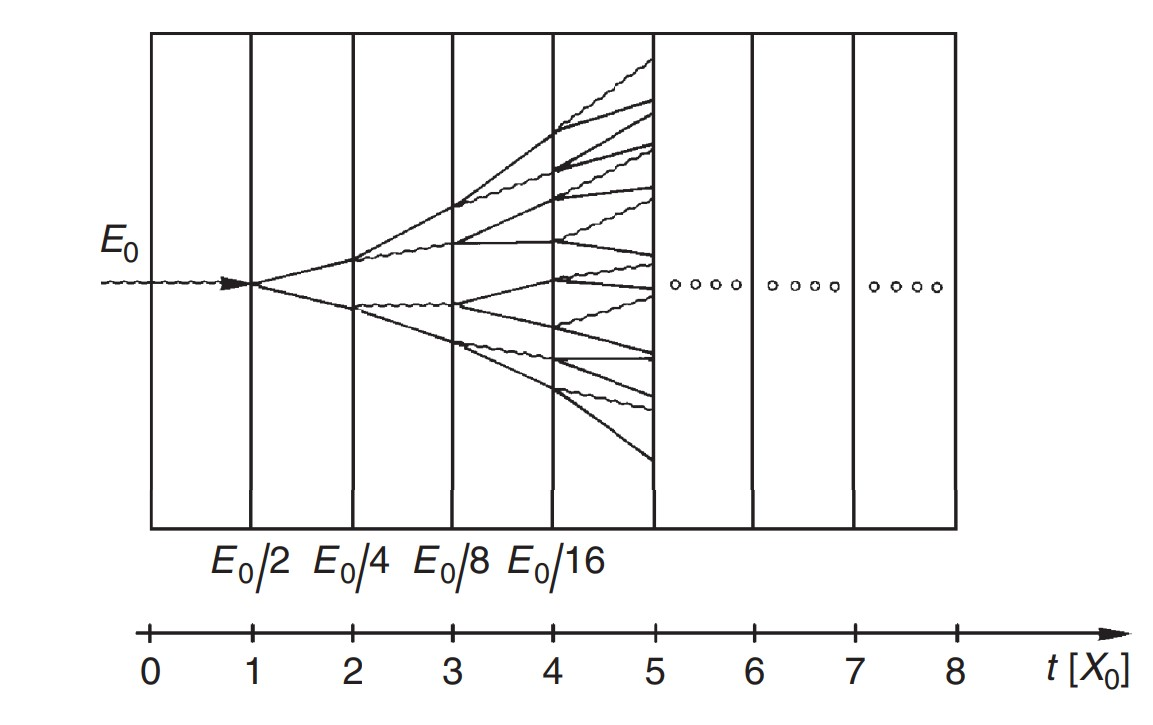 E₀
E₀/2 E₀/4 E₀/8 E₀/16
0 1 2 3 4 5 6 7 8 t [X₀]